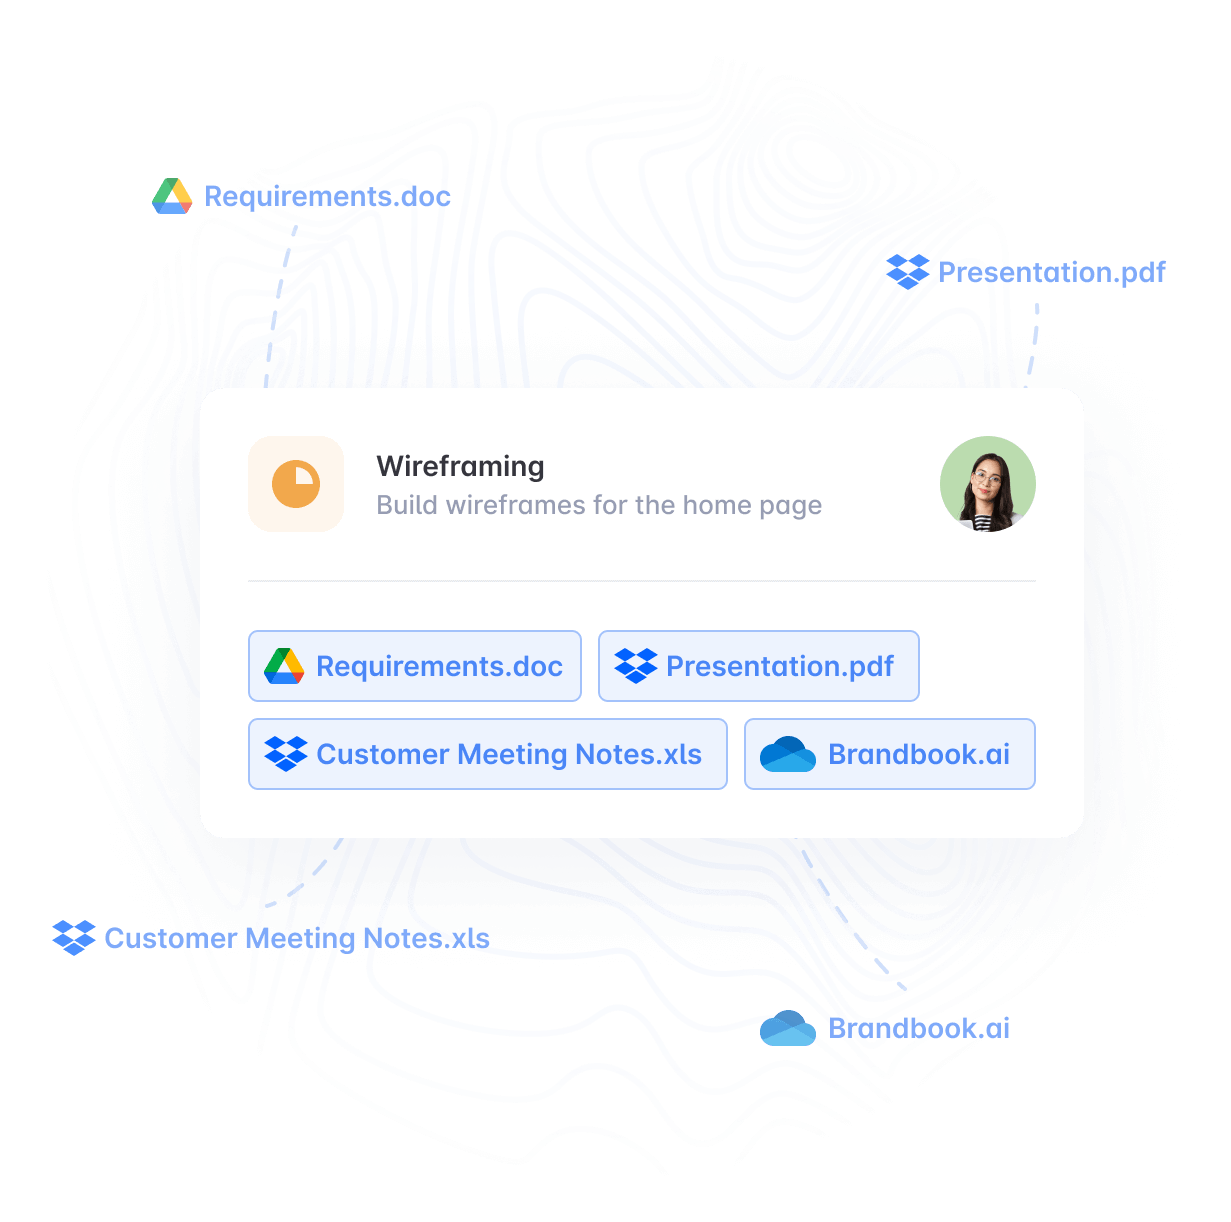 Requirements.doc
Presentation.pdf
Wireframing
Build wireframes for the home page
Requirements.doc
Presentation.pdf
Customer Meeting Notes.xls
Brandbook.ai
Customer Meeting Notes.xls
Brandbook.ai